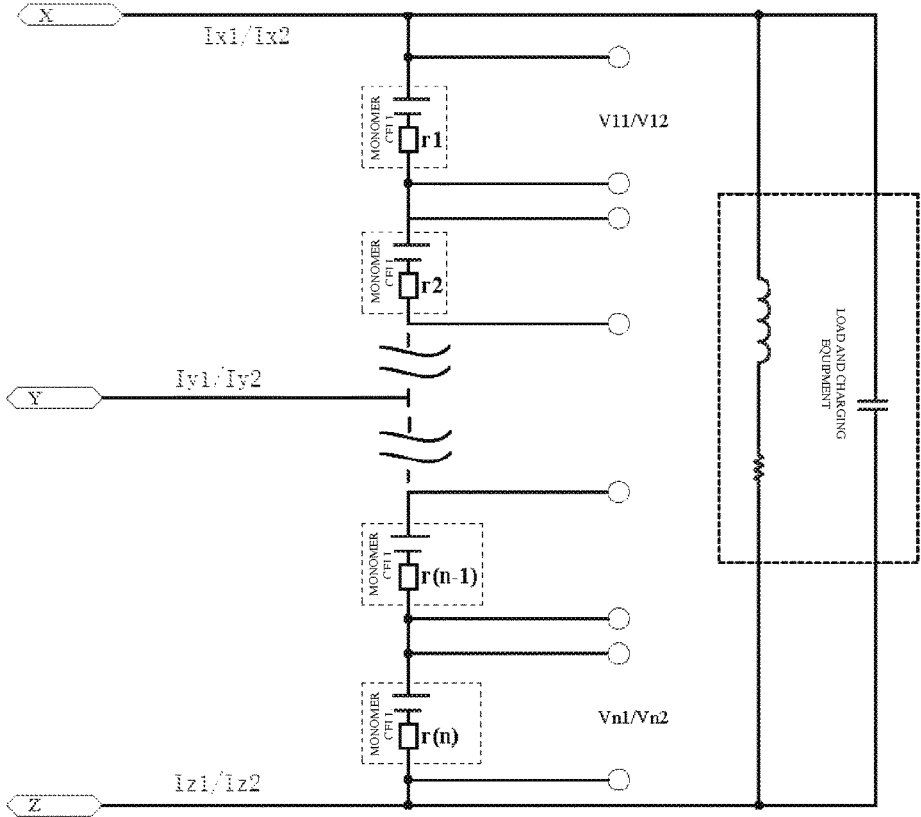 X
Ix1/Ix2
MONOMER
CELL
r1
V11/V12
MONOMER
CELL
r2
LOAD AND CHARGING
EQUIPMENT
Iy1/Iy2
Y
MONOMER
CELL
r(n-1)
MONOMER
CELL
r(n)
Vn1/Vn2
Iz1/Iz2
Z